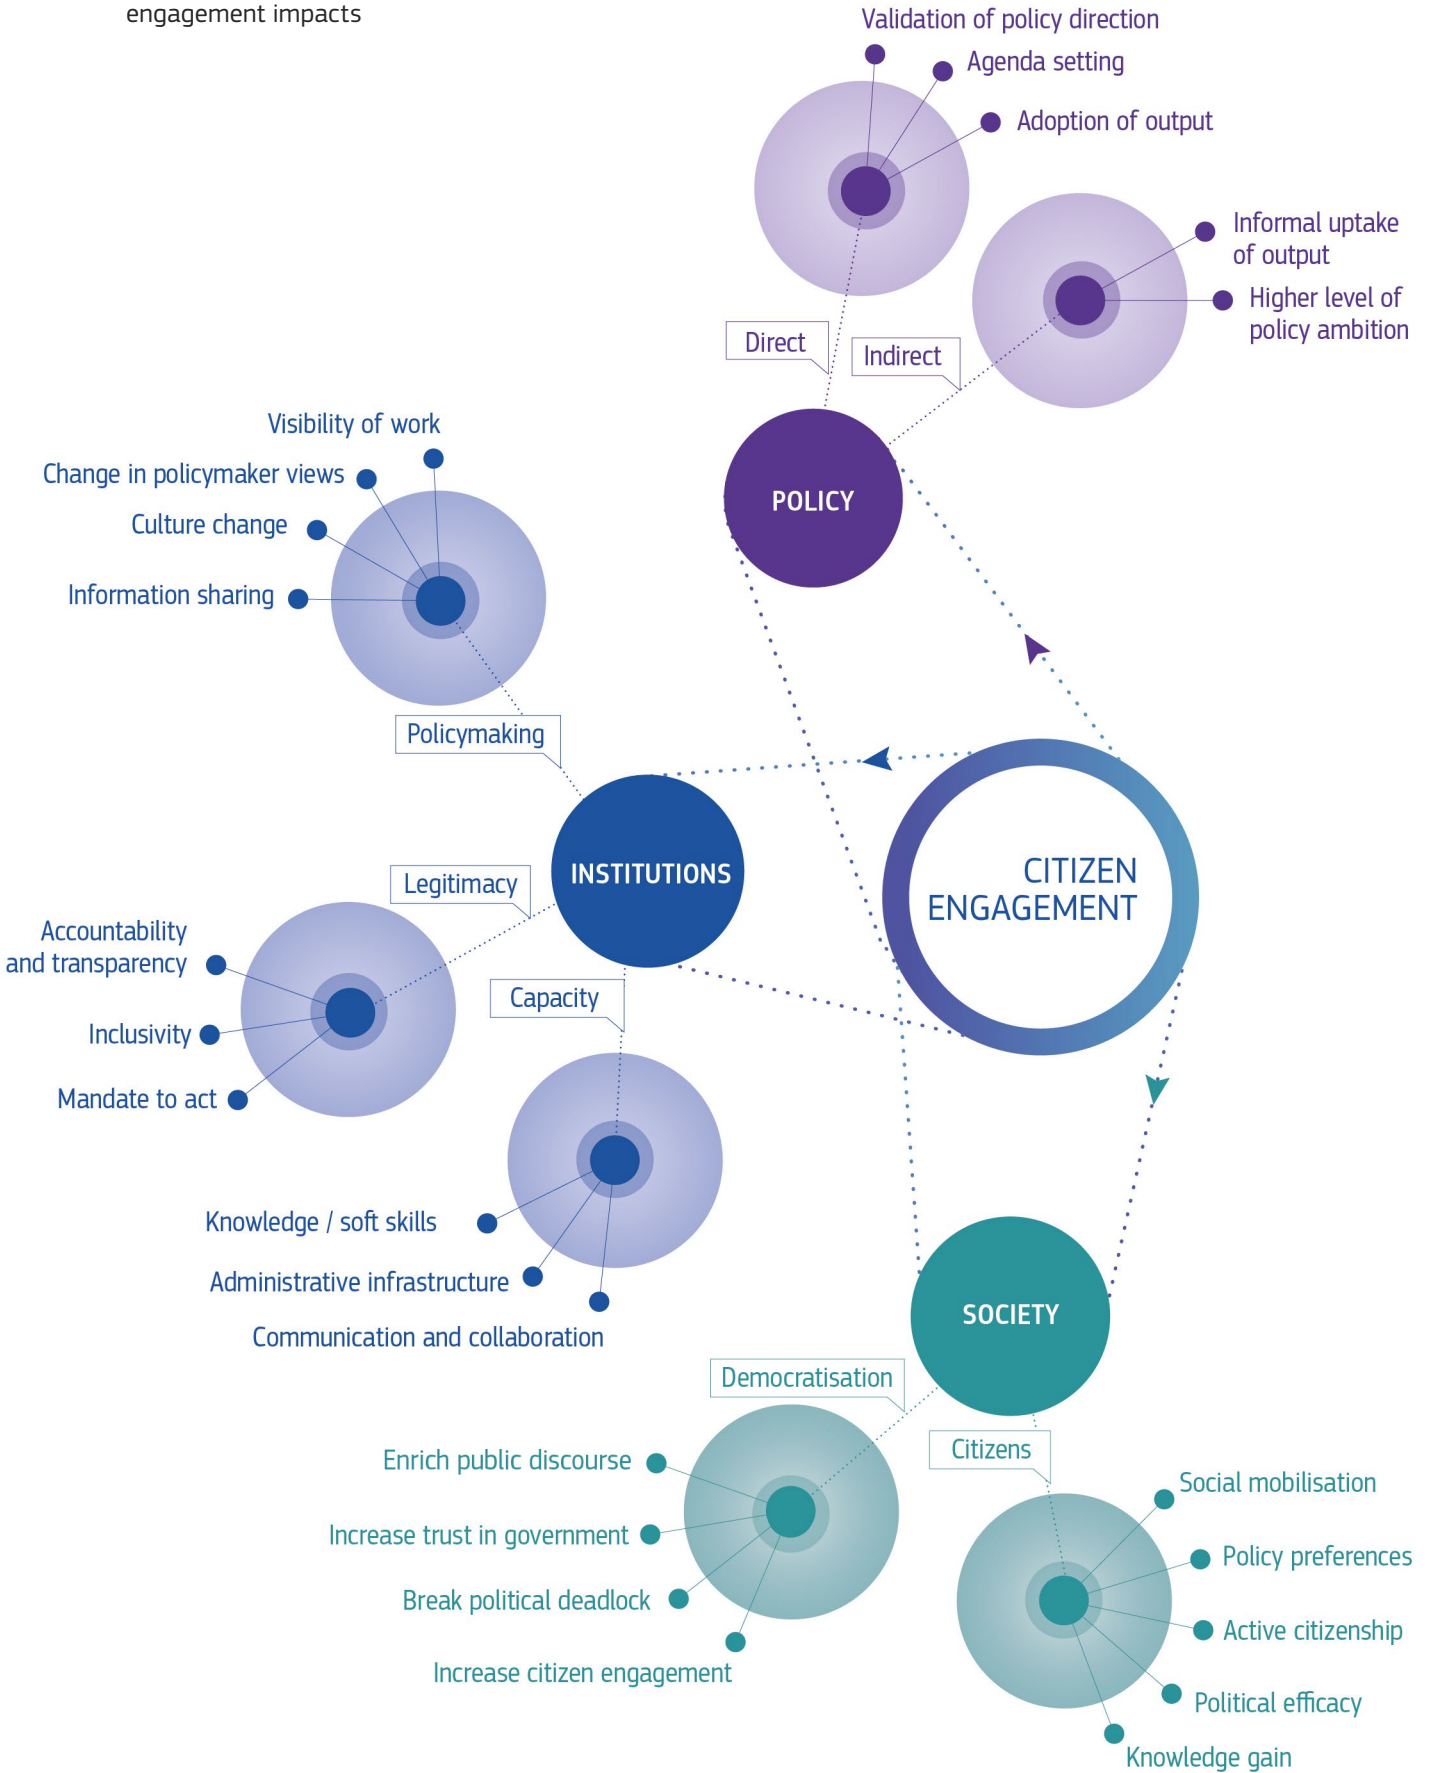 engagement impacts
Validation of policy direction
Agenda setting
Adoption of output
Informal uptake
of output
Higher level of
policy ambition
Direct
Indirect
POLICY
Visibility of work
Change in policymaker views
Culture change
Information sharing
Policymaking
INSTITUTIONS
Legitimacy
Accountability
and transparency
Inclusivity
Mandate to act
Capacity
Knowledge / soft skills
Administrative infrastructure
Communication and collaboration
CITIZEN
ENGAGEMENT
SOCIETY
Democratisation
Enrich public discourse
Increase trust in government
Break political deadlock
Increase citizen engagement
Citizens
Social mobilisation
Policy preferences
Active citizenship
Political efficacy
Knowledge gain